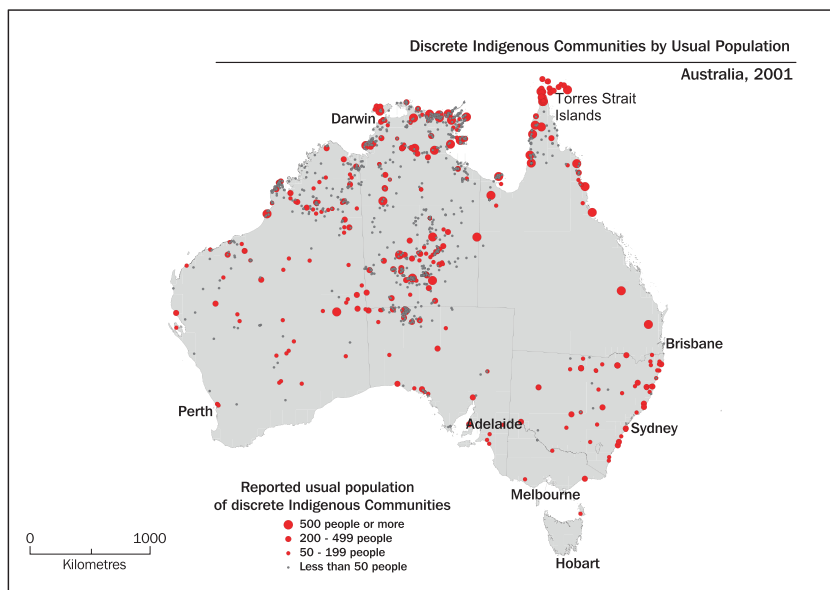 Discrete Indigenous Communities by Usual Population
Australia, 2001
Torres Strait
Islands
Darwin
Brisbane
Perth
Adelaide
Sydney
Melbourne
Hobart
Reported usual population
of discrete Indigenous Communities
500 people or more
200 - 499 people
50 - 199 people
Less than 50 people
0 1000
Kilometres